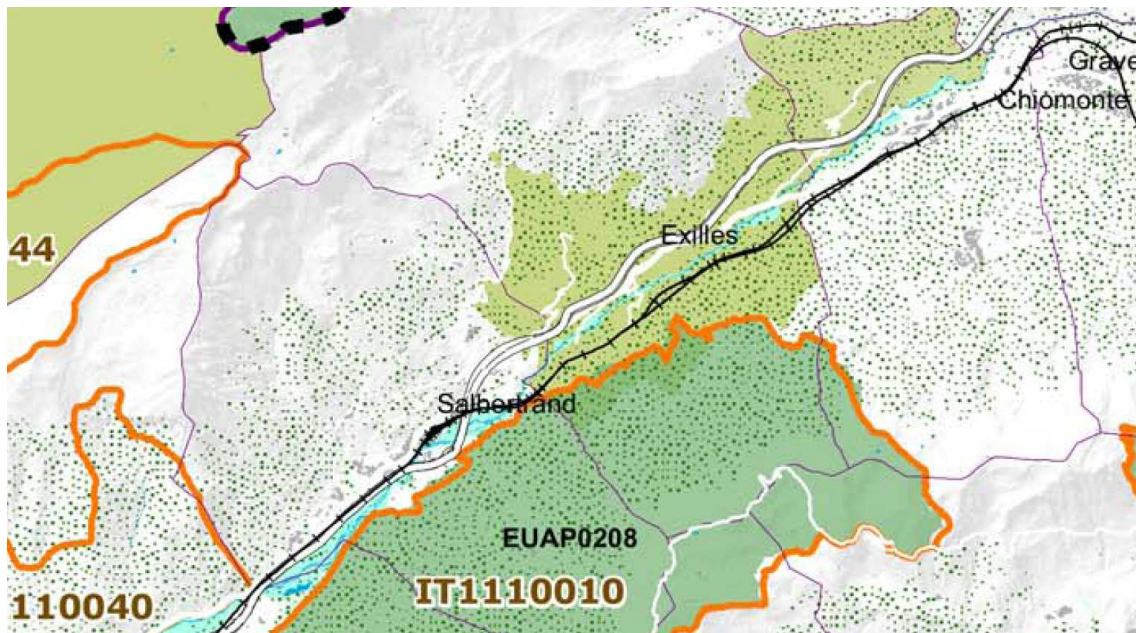 Grave
Chiomonte
Exilles
44
Salbertrand
EUAP0208
IT1110010
110040